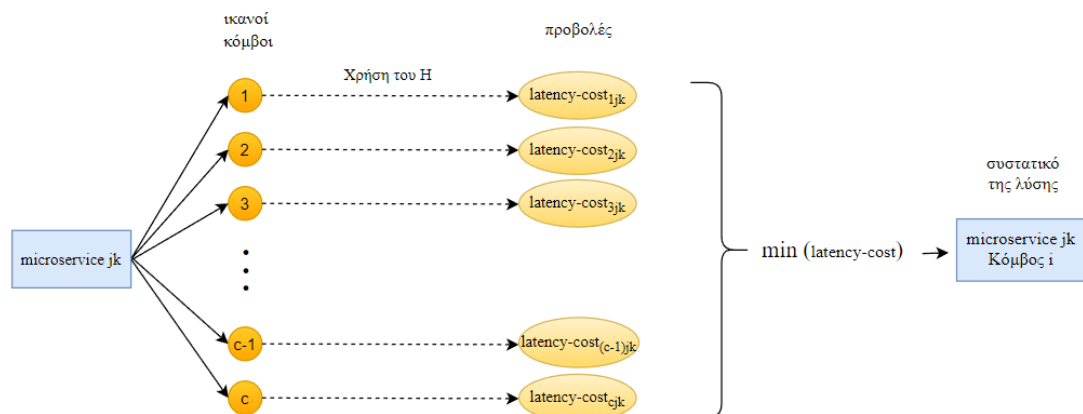 ικανοί
κόμβοι
προβολές
Χρήση του H
1
latency-cost1jk
2
latency-cost2jk
συστατικό
της λύσης
3
latency-cost3jk
microservice jk
min (latency-cost)
microservice jk
Κόμβος i
c-1
latency-cost(c-1)jk
c
latency-costcjk